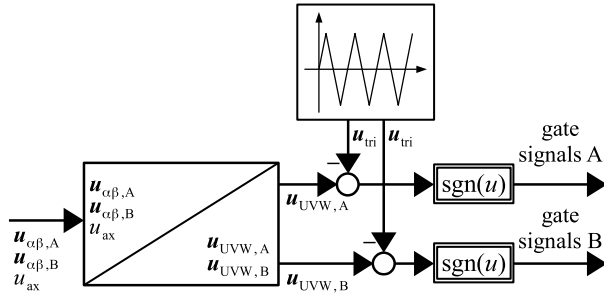 u_tri u_tri
gate
signals A
−
u_αβ,A
u_αβ,B
u_ax
sgn(u)
u_UVW,A
gate
signals B
−
u_αβ,A
u_αβ,B
u_ax
u_UVW,A
u_UVW,B
sgn(u)
u_UVW,B